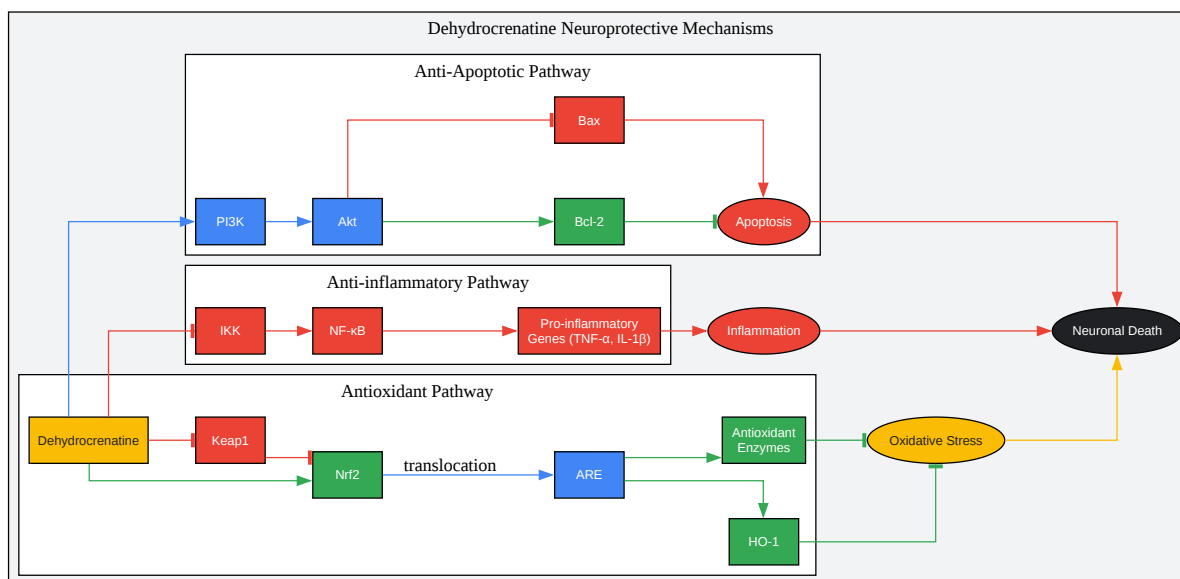 Dehydrocrenatine Neuroprotective Mechanisms
Anti-Apoptotic Pathway
Bax
PI3K
Akt
Bcl-2
Apoptosis
Anti-inflammatory Pathway
IKK
NF-κB
Pro-inflammatory
Genes (TNF-α, IL-1β)
Inflammation
Neuronal Death
Antioxidant Pathway
Dehydrocrenatine
Keap1
Nrf2
translocation
ARE
Antioxidant
Enzymes
HO-1
Oxidative Stress